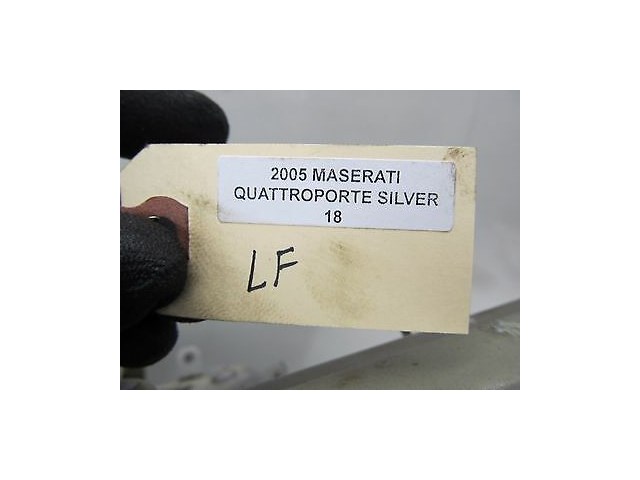 2005 MASERATI
QUATTROPORTE SILVER
18
LF